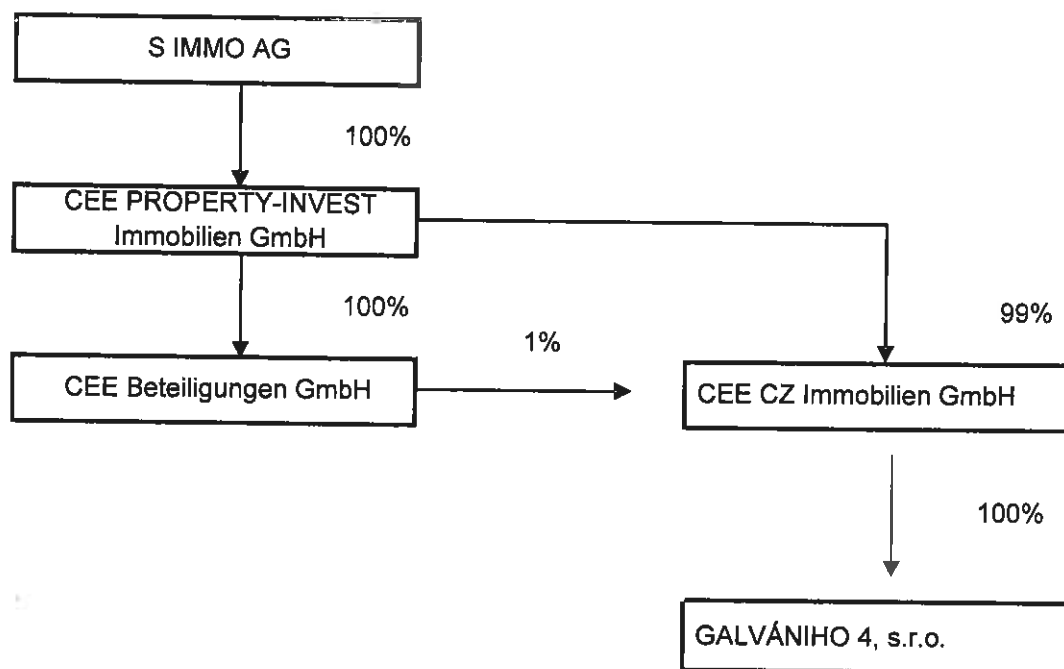 S IMMO AG
100%
CEE PROPERTY-INVEST
Immobilien GmbH
100%
1%
99%
CEE Beteiligungen GmbH
CEE CZ Immobilien GmbH
100%
GALVÁNIHO 4, s.r.o.